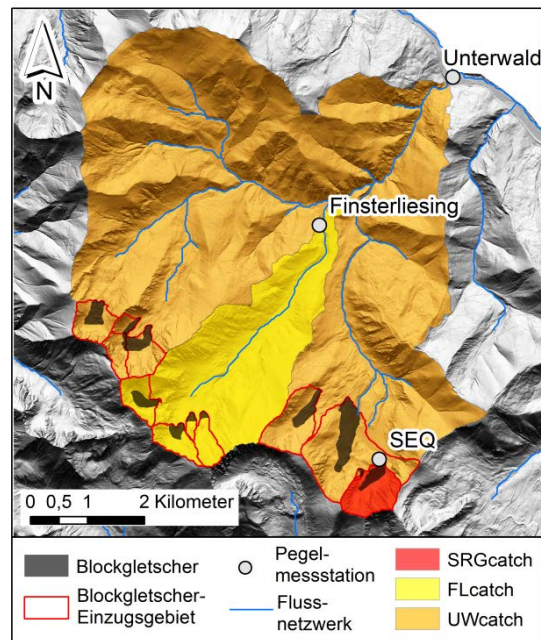 Unterwald
N
Finsterliesing
SEQ
0 0,5 1 2 Kilometer
Blockgletscher
Blockgletscher-
Einzugsgebiet
Pegel-
messstation
Fluss-
netzwerk
SRGcatch
FLcatch
UWcatch